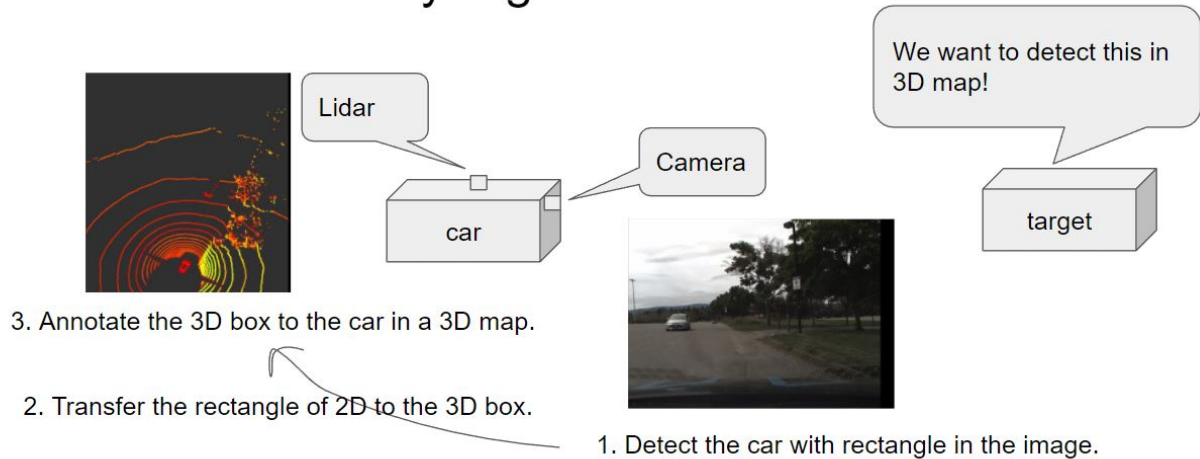 We want to detect this in
3D map!
Lidar
Camera
car
target
3. Annotate the 3D box to the car in a 3D map.
2. Transfer the rectangle of 2D to the 3D box.
1. Detect the car with rectangle in the image.